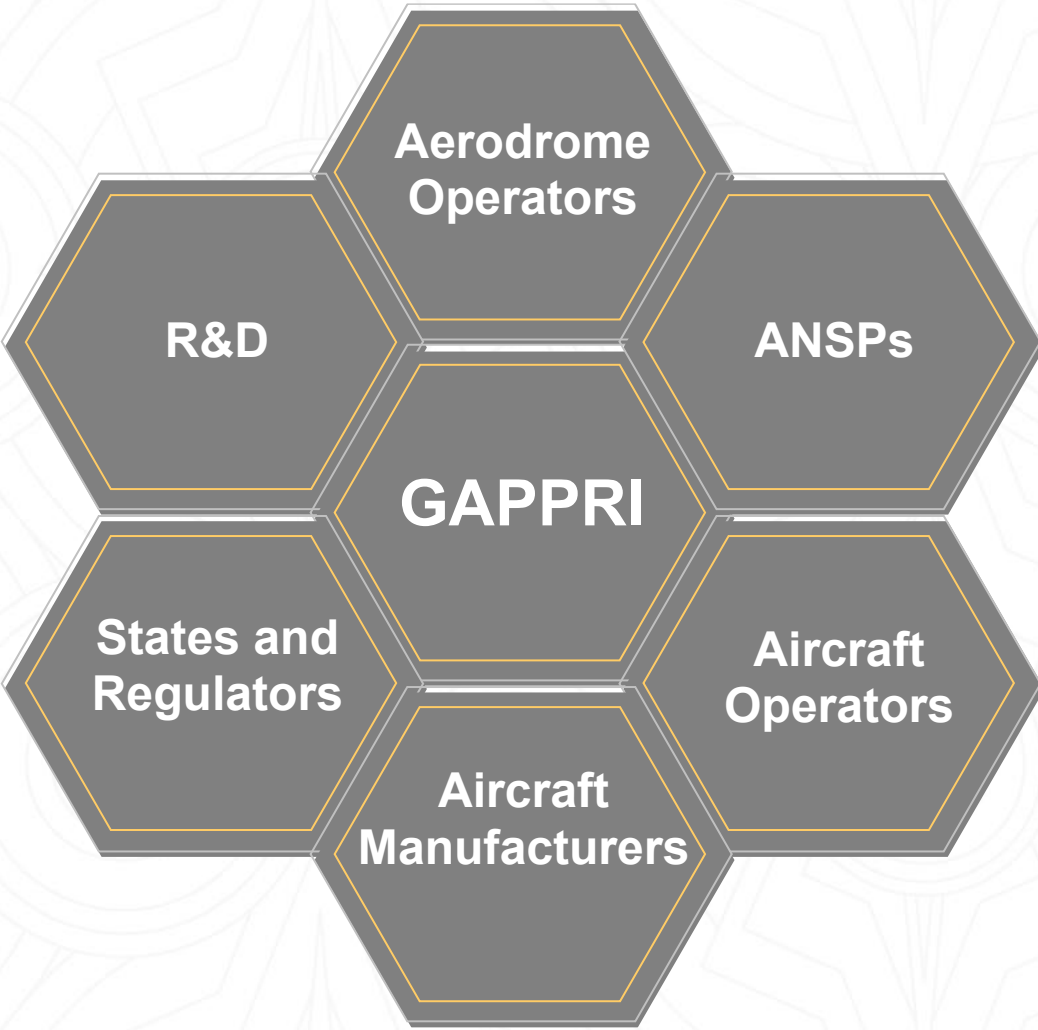 Aerodrome
Operators
R&D
ANSPs
GAPPRI
States and
Regulators
Aircraft
Operators
Aircraft
Manufacturers